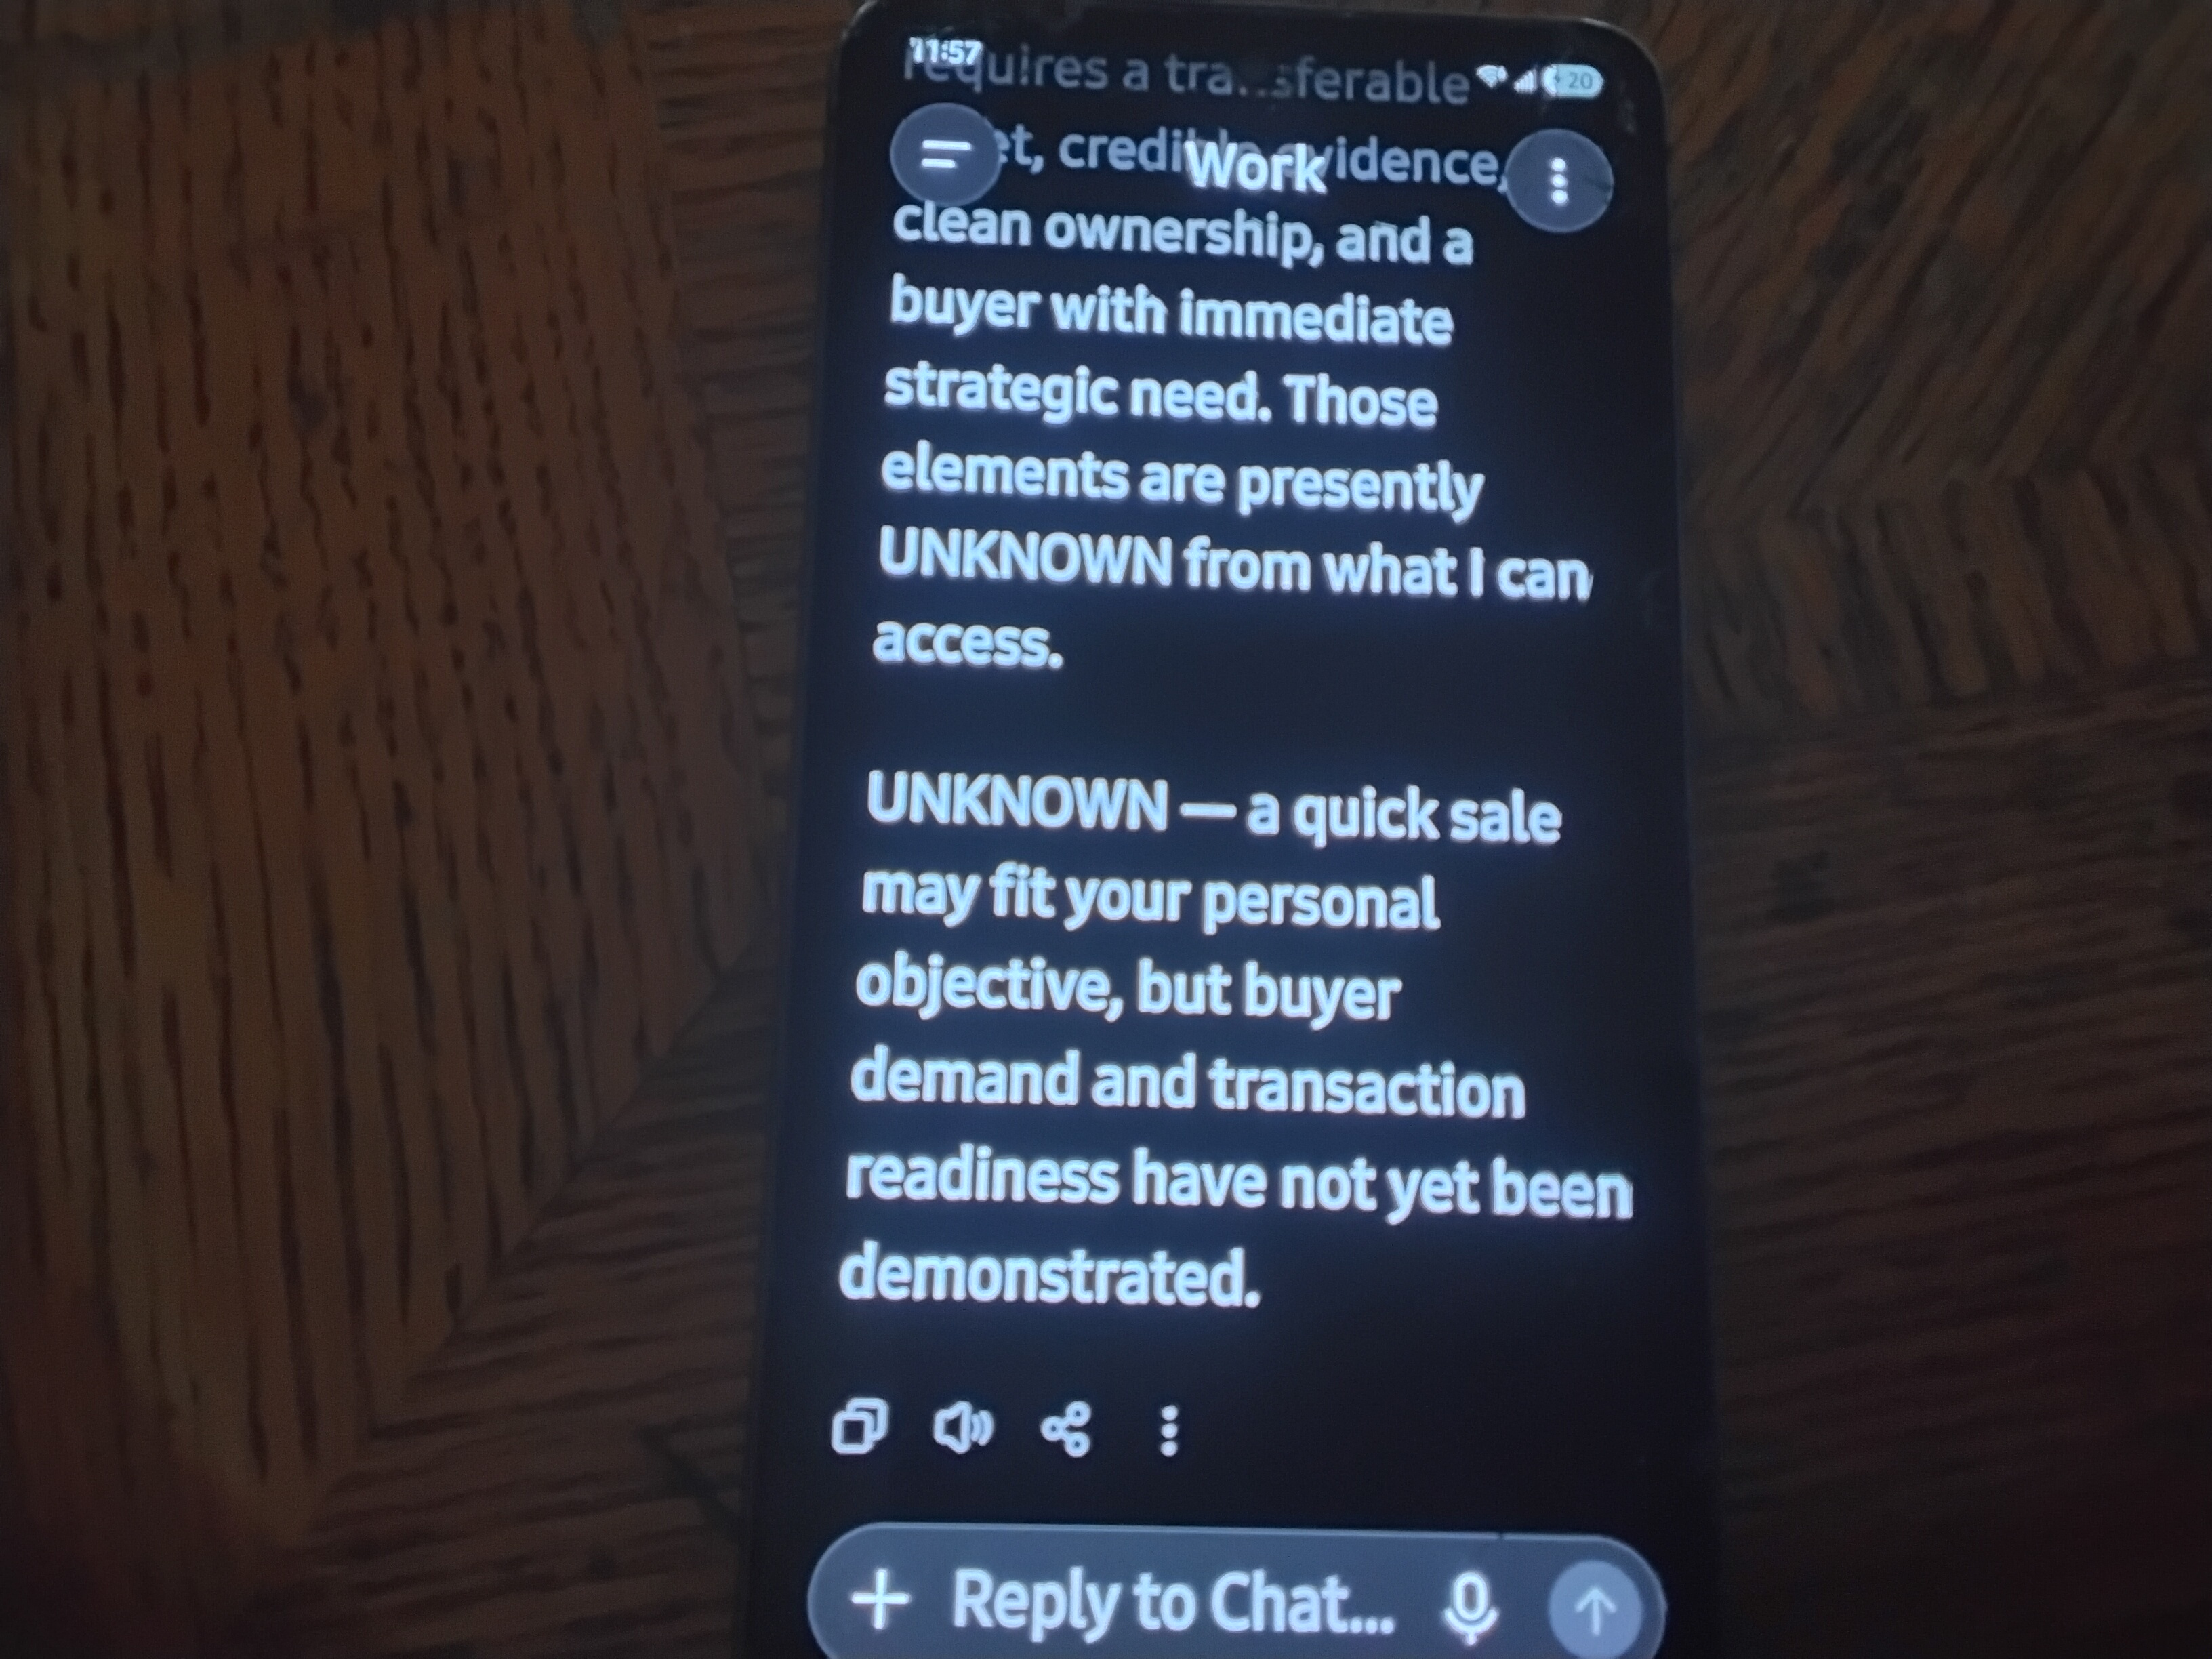 11:57
20
requires a
Work
clean ownership, and a
buyer with immediate
strategic need. Those
elements are presently
UNKNOWN from what I can
access.
UNKNOWN — a quick sale
may fit your personal
objective, but buyer
demand and transaction
readiness have not yet been
demonstrated.
Reply to Chat...